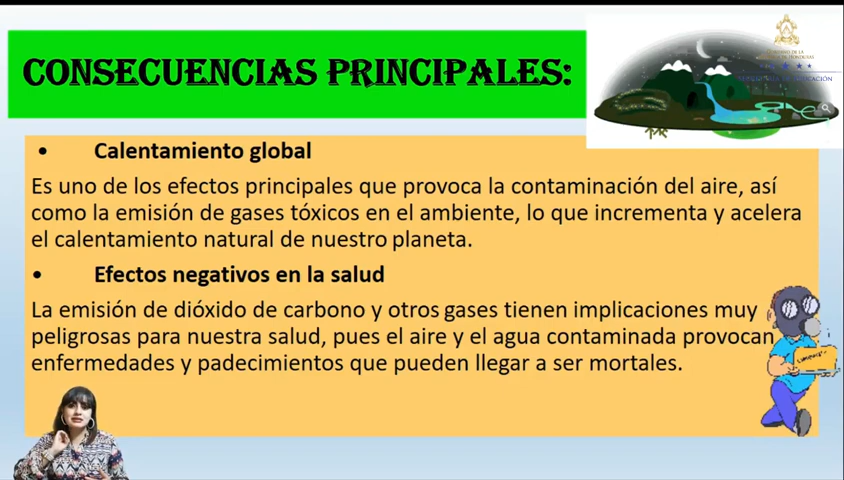 CONSECUENCIAS PRINCIPALES:
• Calentamiento global
Es uno de los efectos principales que provoca la contaminación del aire, así
como la emisión de gases tóxicos en el ambiente, lo que incrementa y acelera
el calentamiento natural de nuestro planeta.
• Efectos negativos en la salud
La emisión de dióxido de carbono y otros gases tienen implicaciones muy
peligrosas para nuestra salud, pues el aire y el agua contaminada provocan
enfermedades y padecimientos que pueden llegar a ser mortales.